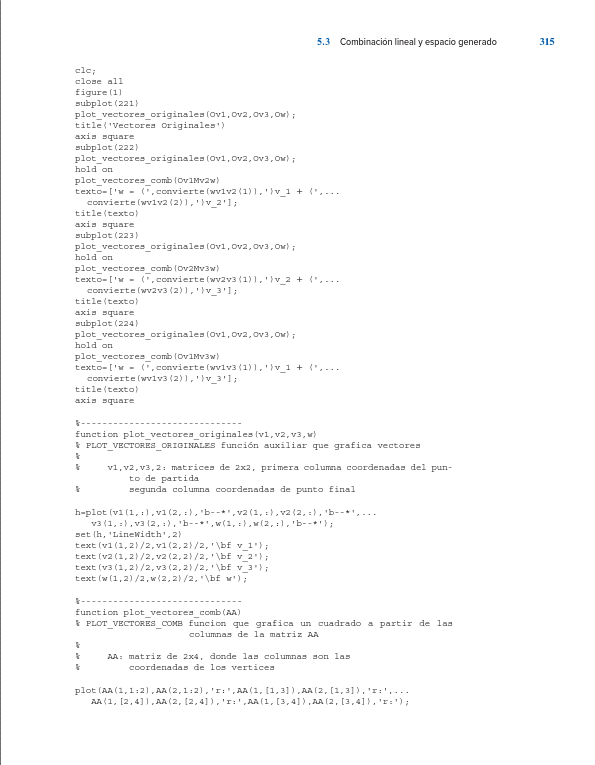 5.3 Combinación lineal y espacio generado 315
clc;
close all
figure(1)
subplot(221)
plot_vectores_originales(Ov1,Ov2,Ov3,Ow);
title('Vectores Originales')
axis square
subplot(222)
plot_vectores_originales(Ov1,Ov2,Ov3,Ow);
hold on
plot_vectores_comb(Ov1Mv2w)
texto=['w = (',convierte(wv1v2(1)),')v_1 + (',...
convierte(wv1v2(2)),')v_2'];
title(texto)
axis square
subplot(223)
plot_vectores_originales(Ov1,Ov2,Ov3,Ow);
hold on
plot_vectores_comb(Ov2Mv3w)
texto=['w = (',convierte(wv2v3(1)),')v_2 + (',...
convierte(wv2v3(2)),')v_3'];
title(texto)
axis square
subplot(224)
plot_vectores_originales(Ov1,Ov2,Ov3,Ow);
hold on
plot_vectores_comb(Ov1Mv3w)
texto=['w = (',convierte(wv1v3(1)),')v_1 + (',...
convierte(wv1v3(2)),')v_3'];
title(texto)
axis square
%------------------------------
function plot_vectores_originales(v1,v2,v3,w)
% PLOT_VECTORES_ORIGINALES función auxiliar que grafica vectores
%
% v1,v2,v3,2: matrices de 2x2, primera columna coordenadas del pun-
to de partida
% segunda columna coordenadas de punto final
h=plot(v1(1,:),v1(2,:),'b--*',v2(1,:),v2(2,:),'b--*',...
v3(1,:),v3(2,:),'b--*',w(1,:),w(2,:),'b--*');
set(h,'LineWidth',2)
text(v1(1,2)/2,v1(2,2)/2,'\bf v_1');
text(v2(1,2)/2,v2(2,2)/2,'\bf v_2');
text(v3(1,2)/2,v3(2,2)/2,'\bf v_3');
text(w(1,2)/2,w(2,2)/2,'\bf w');
%------------------------------
function plot_vectores_comb(AA)
% PLOT_VECTORES_COMB funcion que grafica un cuadrado a partir de las
columnas de la matriz AA
%
% AA: matriz de 2x4, donde las columnas son las
% coordenadas de los vertices
plot(AA(1,1:2),AA(2,1:2),'r:',AA(1,[1,3]),AA(2,[1,3]),'r:',...
AA(1,[2,4]),AA(2,[2,4]),'r:',AA(1,[3,4]),AA(2,[3,4]),'r:');